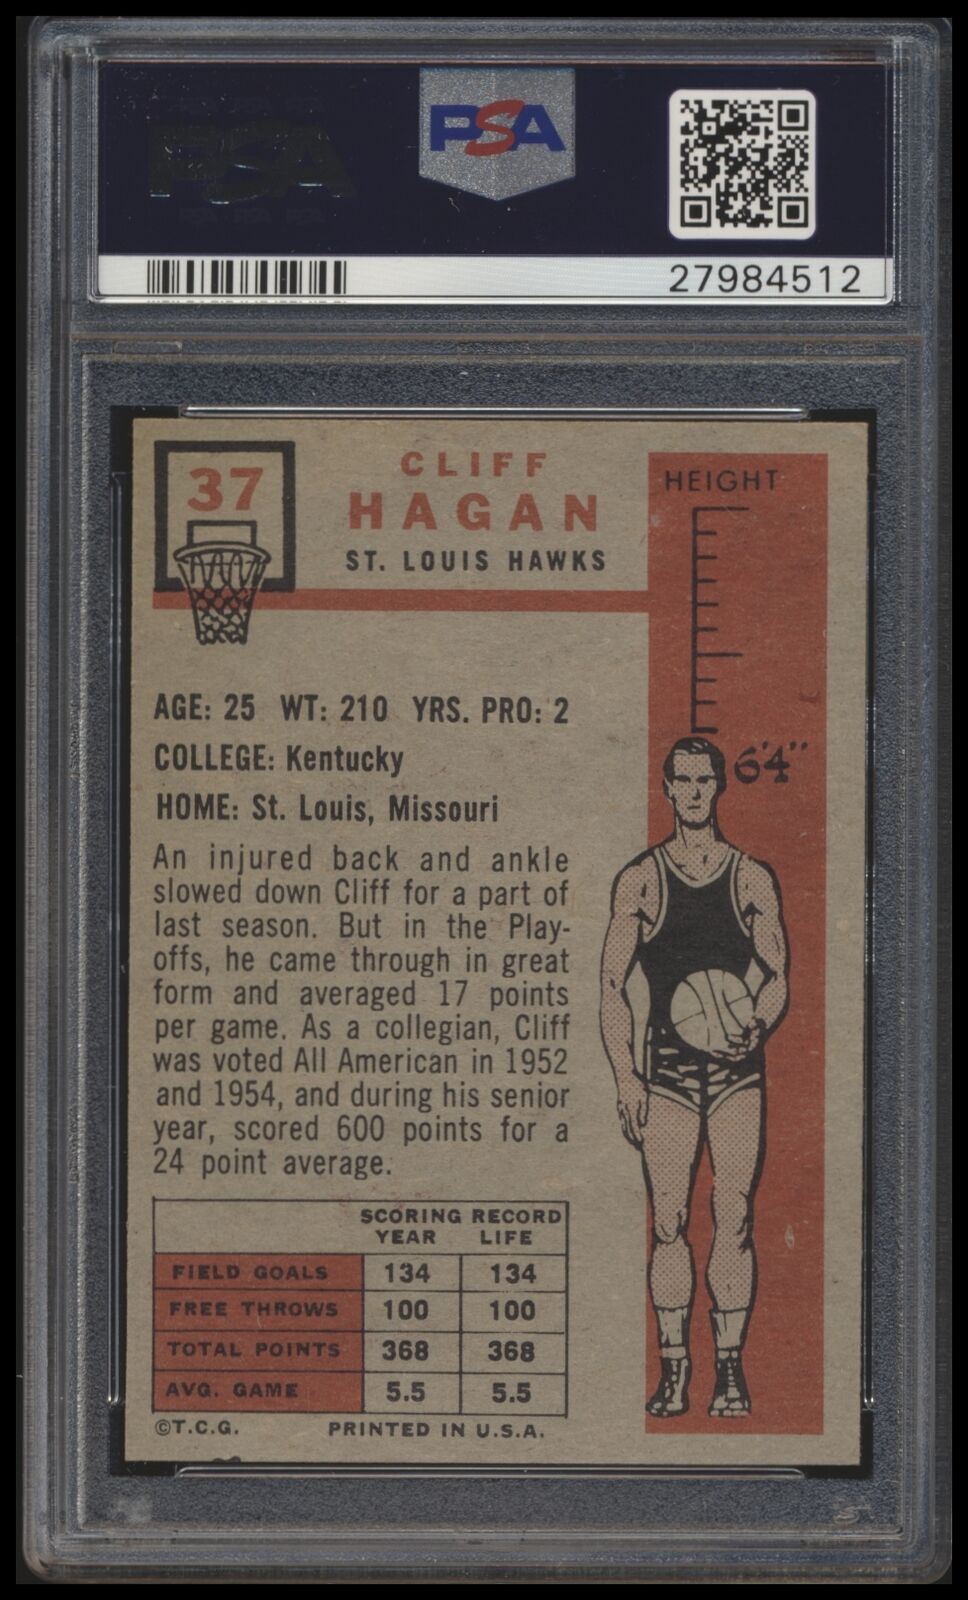 PSA
PSA
27984512
37
CLIFF
HAGAN
ST. LOUIS HAWKS
HEIGHT
6'4"
AGE: 25 WT: 210 YRS. PRO: 2
COLLEGE: Kentucky
HOME: St. Louis, Missouri
An injured back and ankle
slowed down Cliff for a part of
last season. But in the Play-
offs, he came through in great
form and averaged 17 points
per game. As a collegian, Cliff
was voted All American in 1952
and 1954, and during his senior
year, scored 600 points for a
24 point average.
SCORING RECORD
YEAR LIFE
FIELD GOALS 134 134
FREE THROWS 100 100
TOTAL POINTS 368 368
AVG. GAME 5.5 5.5
©T.C.G. PRINTED IN U.S.A.